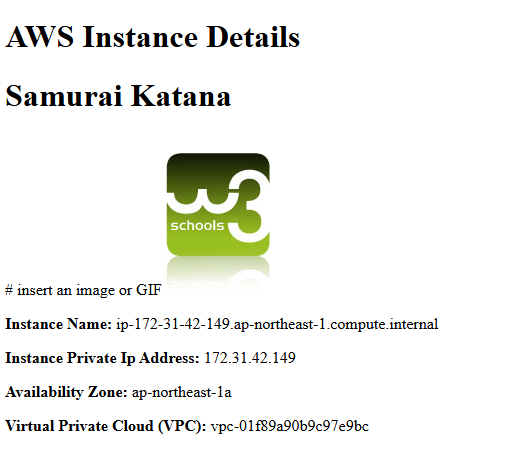 AWS Instance Details
Samurai Katana
w3
schools
# insert an image or GIF
Instance Name: ip-172-31-42-149.ap-northeast-1.compute.internal
Instance Private Ip Address: 172.31.42.149
Availability Zone: ap-northeast-1a
Virtual Private Cloud (VPC): vpc-01f89a90b9c97e9bc